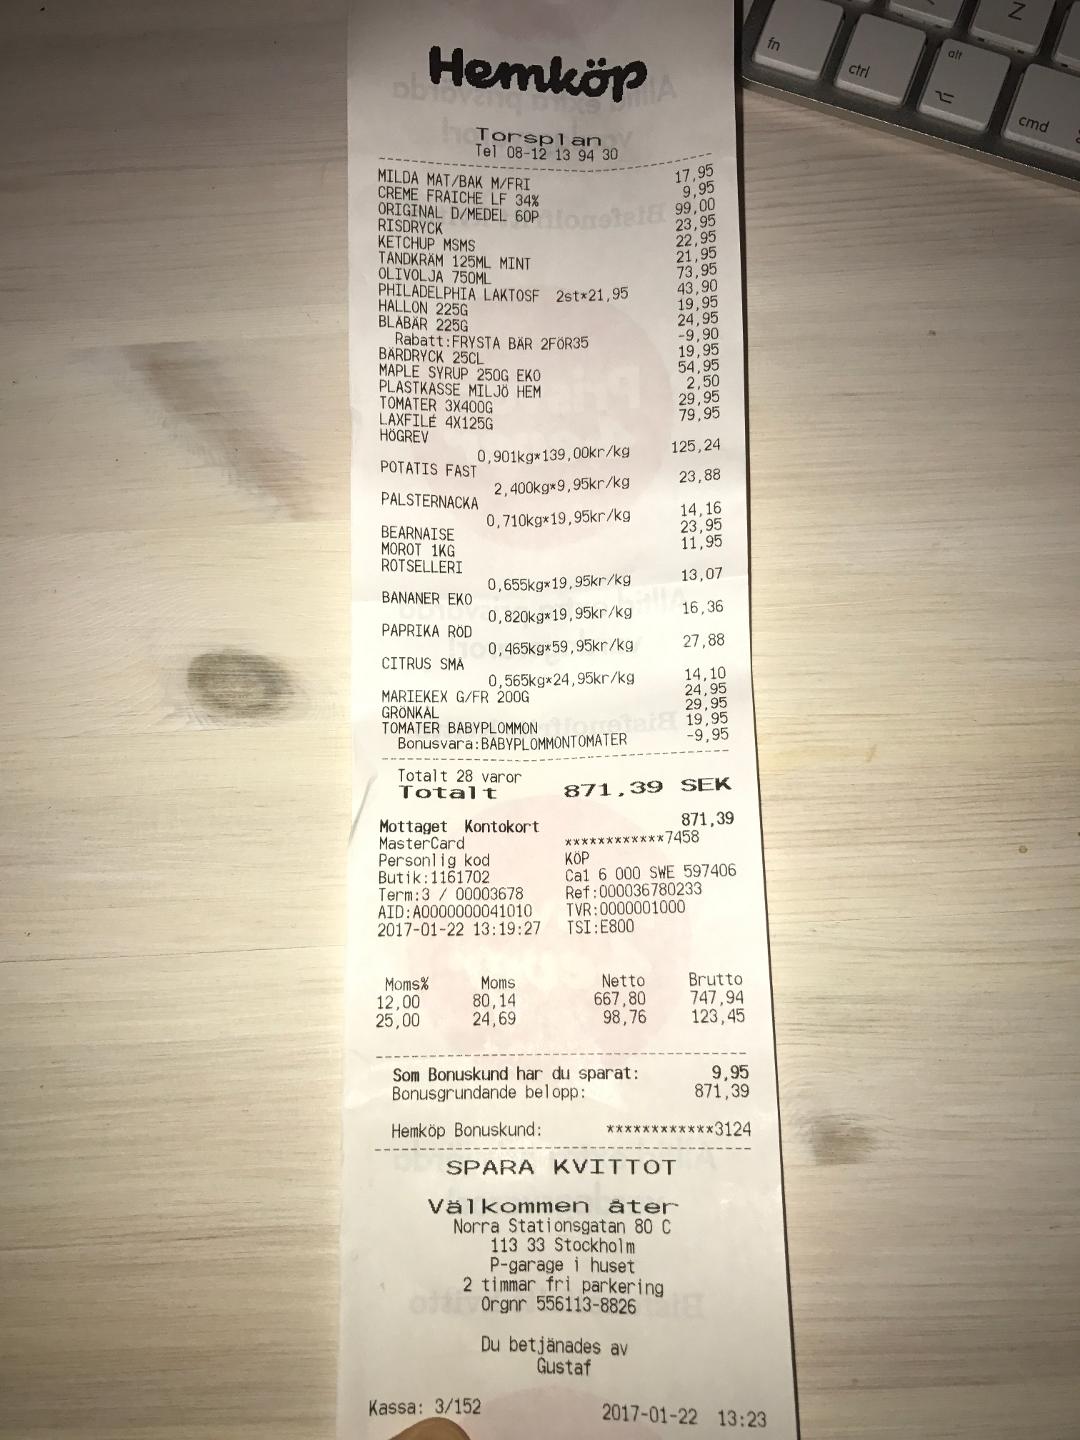 Hemköp
Torsplan
Tel 08-12 13 94 30
MILDA MAT/BAK M/FRI 17,95
CREME FRAICHE LF 34% 9,95
ORIGINAL D/MEDEL 60P 99,00
RISDRYCK 23,95
KETCHUP MSMS 22,95
TANDKRÄM 125ML MINT 21,95
OLIVOLJA 750ML 73,95
PHILADELPHIA LAKTOSF 2st*21,95 43,90
HALLON 225G 19,95
BLÅBÄR 225G 24,95
Rabatt:FRYSTA BÄR 2FÖR35 -9,90
BÄRDRYCK 25CL 19,95
MAPLE SYRUP 250G EKO 54,95
PLASTKASSE MILJÖ HEM 2,50
TOMATER 3X400G 29,95
LAXFILÉ 4X125G 79,95
HÖGREV
0,901kg*139,00kr/kg 125,24
POTATIS FAST
2,400kg*9,95kr/kg 23,88
PALSTERNACKA
0,710kg*19,95kr/kg 14,16
BEARNAISE 23,95
MOROT 1KG 11,95
ROTSELLERI
0,655kg*19,95kr/kg 13,07
BANANER EKO
0,820kg*19,95kr/kg 16,36
PAPRIKA RÖD
0,465kg*59,95kr/kg 27,88
CITRUS SMÅ
0,565kg*24,95kr/kg 14,10
MARIEKEX G/FR 200G 24,95
GRÖNKÅL 29,95
TOMATER BABYPLOMMON 19,95
Bonusvara:BABYPLOMMONTOMATER -9,95
Totalt 28 varor
Totalt 871,39 SEK
Mottaget Kontokort 871,39
MasterCard ************7458
Personlig kod KÖP
Butik:1161702 Ca1 6 000 SWE 597406
Term:3 / 00003678 Ref:000036780233
AID:A0000000041010 TVR:0000001000
2017-01-22 13:19:27 TSI:E800
Moms% Moms Netto Brutto
12,00 80,14 667,80 747,94
25,00 24,69 98,76 123,45
Som Bonuskund har du sparat: 9,95
Bonusgrundande belopp: 871,39
Hemköp Bonuskund: ************3124
SPARA KVITTOT
Välkommen åter
Norra Stationsgatan 80 C
113 33 Stockholm
P-garage i huset
2 timmar fri parkering
Orgnr 556113-8826
Du betjänades av
Gustaf
Kassa: 3/152 2017-01-22 13:23
Z
fn
ctrl
alt
cmd